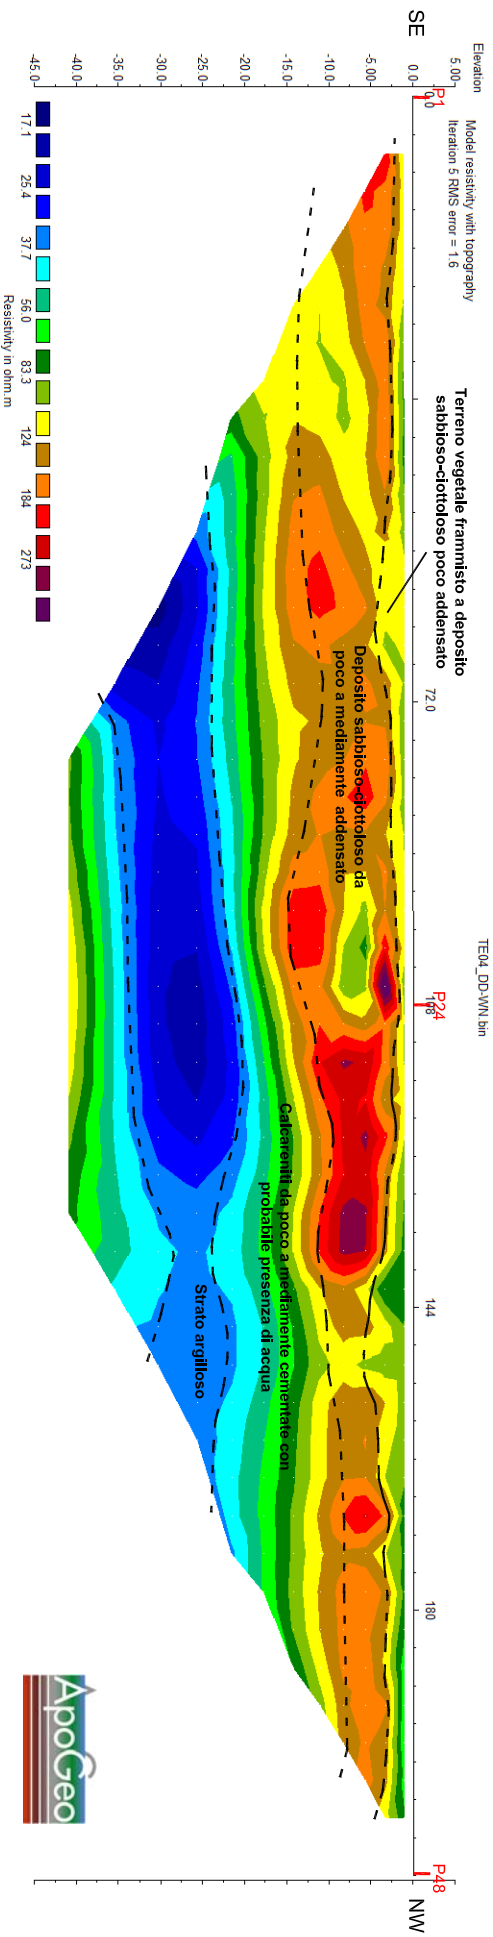 SE
NW
Elevation
Model resistivity with topography
Iteration 5 RMS error = 1.6
TE04_DD-WN.bin
P1
P24
P48
0.0
72.0
108
144
180
5.00
0.0
-5.00
-10.0
-15.0
-20.0
-25.0
-30.0
-35.0
-40.0
-45.0
Terreno vegetale frammisto a deposito
sabbioso-ciottoloso poco addensato
Deposito sabbioso-ciottoloso da
poco a mediamente addensato
Calcareniti da poco a mediamente cementate con
probabile presenza di acqua
Strato argilloso
17.1
25.4
37.7
56.0
83.3
124
184
273
Resistivity in ohm.m
ApoGeo